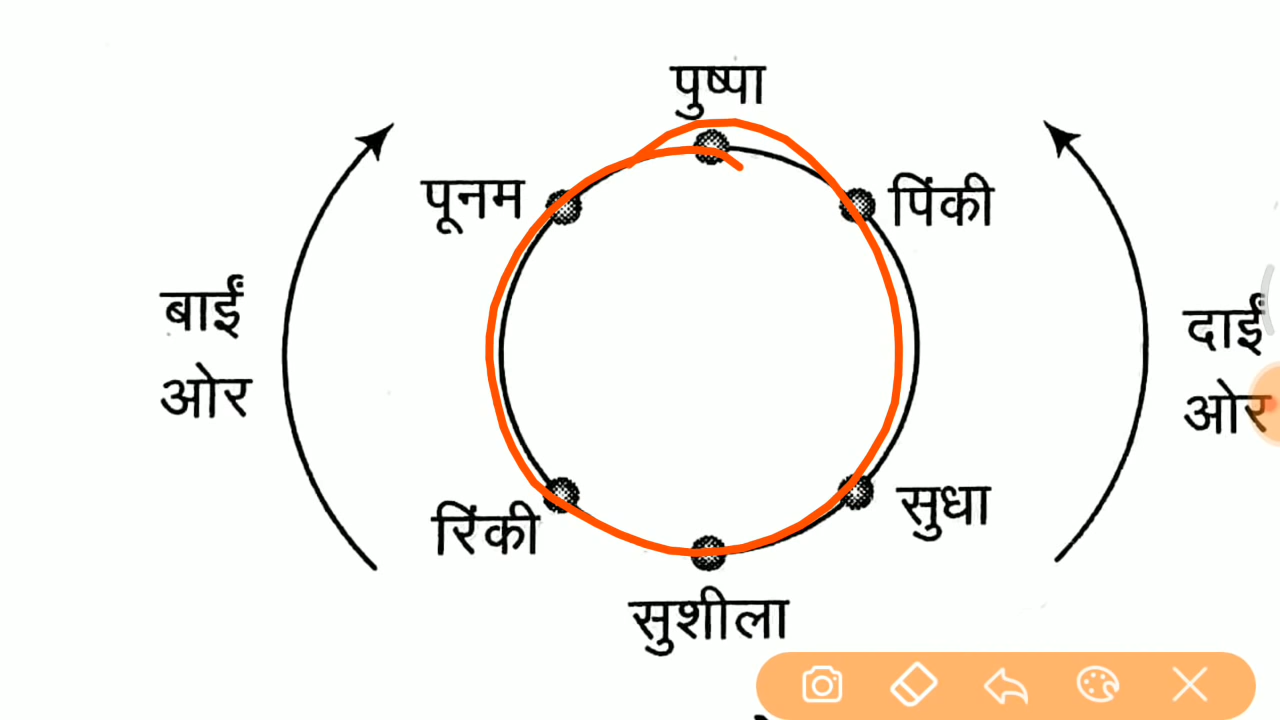 पुष्पा
पूनम
पिंकी
बाईं
ओर
दाईं
ओर
रिंकी
सुधा
सुशीला